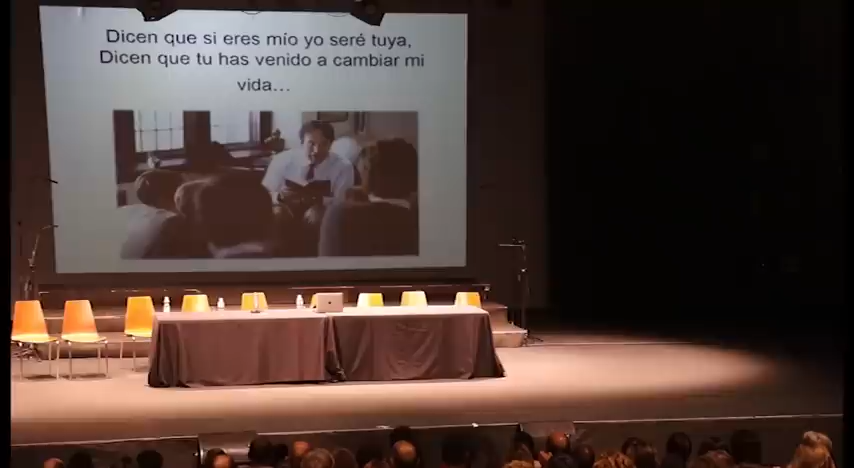 Dicen que si eres mío yo seré tuya,
Dicen que tu has venido a cambiar mi
vida...